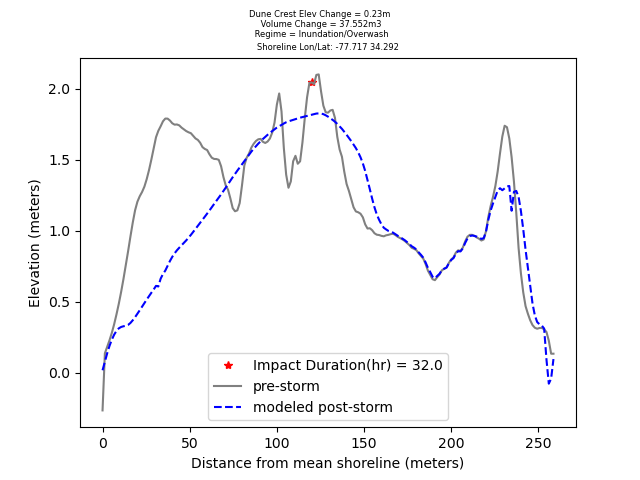 Dune Crest Elev Change = 0.23m
Volume Change = 37.552m3
Regime = Inundation/Overwash
Shoreline Lon/Lat: -77.717 34.292
2.0
1.5
1.0
0.5
0.0
Elevation (meters)
Impact Duration(hr) = 32.0
pre-storm
modeled post-storm
0 50 100 150 200 250
Distance from mean shoreline (meters)